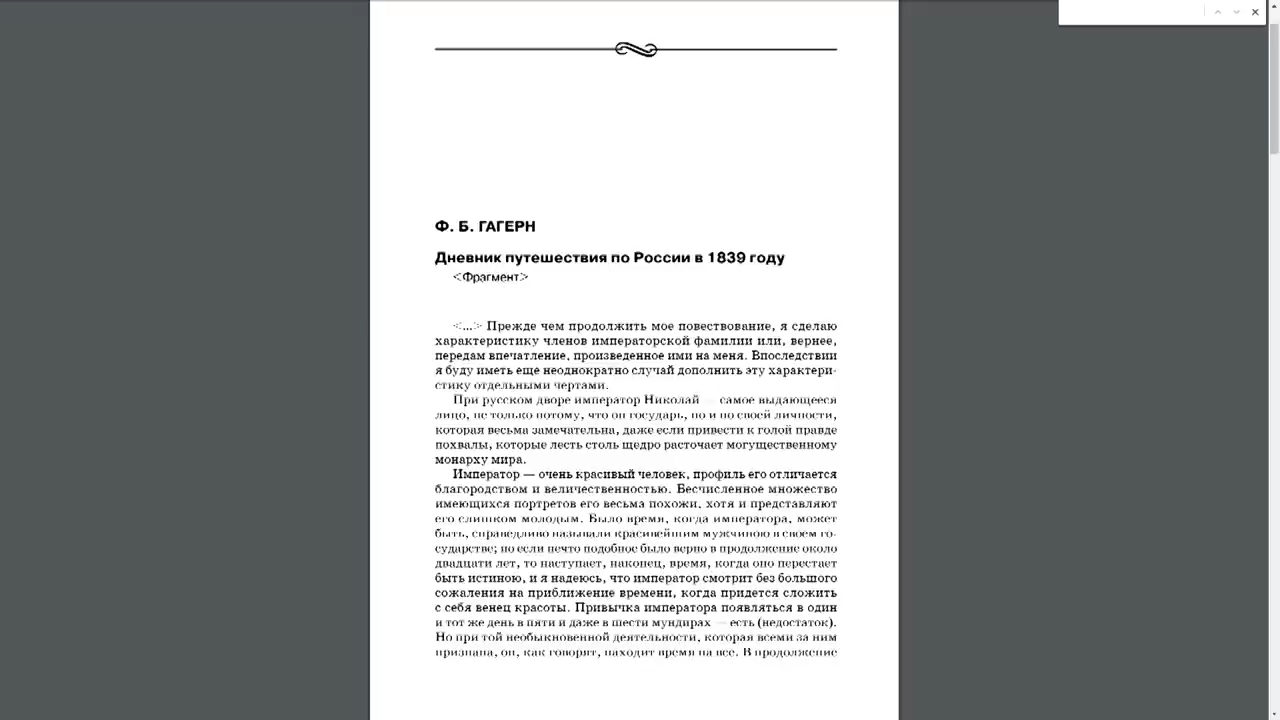 Ф. Б. ГАГЕРН
Дневник путешествия по России в 1839 году
<Фрагмент>
<...> Прежде чем продолжить мое повествование, я сделаю
характеристику членов императорской фамилии или, вернее,
передам впечатление, произведенное ими на меня. Впоследствии
я буду иметь еще неоднократно случай дополнить эту характери-
стику отдельными чертами.
При русском дворе император Николай — самое выдающееся
лицо, не только потому, что он государь, но и по своей личности,
которая весьма замечательна, даже если привести к голой правде
похвалы, которые лесть столь щедро расточает могущественному
монарху мира.
Император — очень красивый человек, профиль его отличается
благородством и величественностью. Бесчисленное множество
имеющихся портретов его весьма похожи, хотя и представляют
его слишком молодым. Было время, когда императора, может
быть, справедливо называли красивейшим мужчиною в своем го-
сударстве; но если нечто подобное было верно в продолжение около
двадцати лет, то наступает, наконец, время, когда оно перестает
быть истиною, и я надеюсь, что император смотрит без большого
сожаления на приближение времени, когда придется сложить
с себя венец красоты. Привычка императора появляться в один
и тот же день в пяти и даже в шести мундирах — есть (недостаток).
Но при той необыкновенной деятельности, которая всеми за ним
признана, он, как говорят, находит время на все. В продолжение